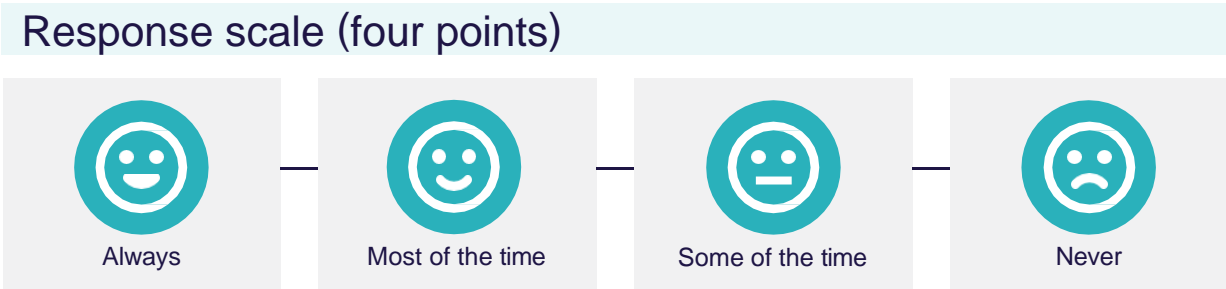 Response scale (four points)
Always
Most of the time
Some of the time
Never